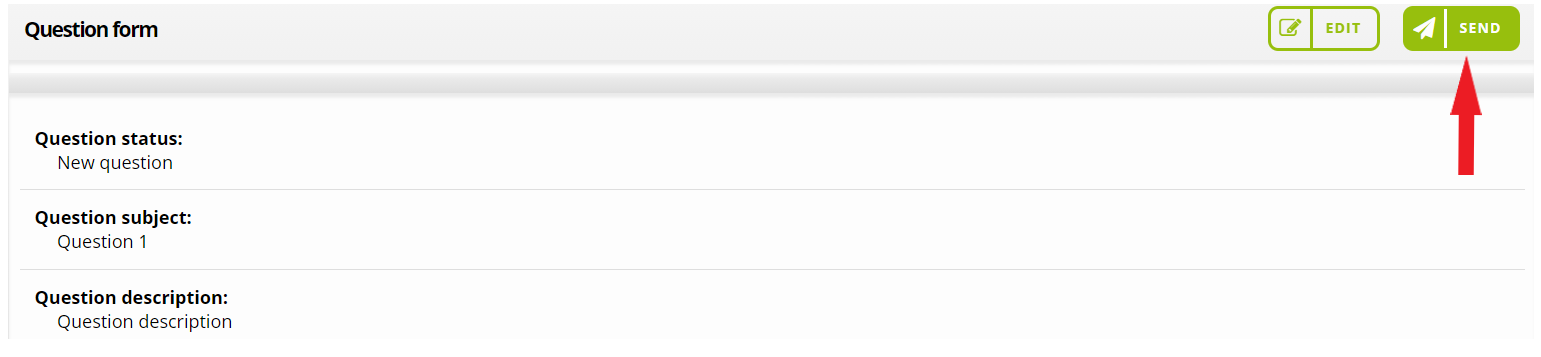 Question form
EDIT
SEND
Question status:
New question
Question subject:
Question 1
Question description:
Question description